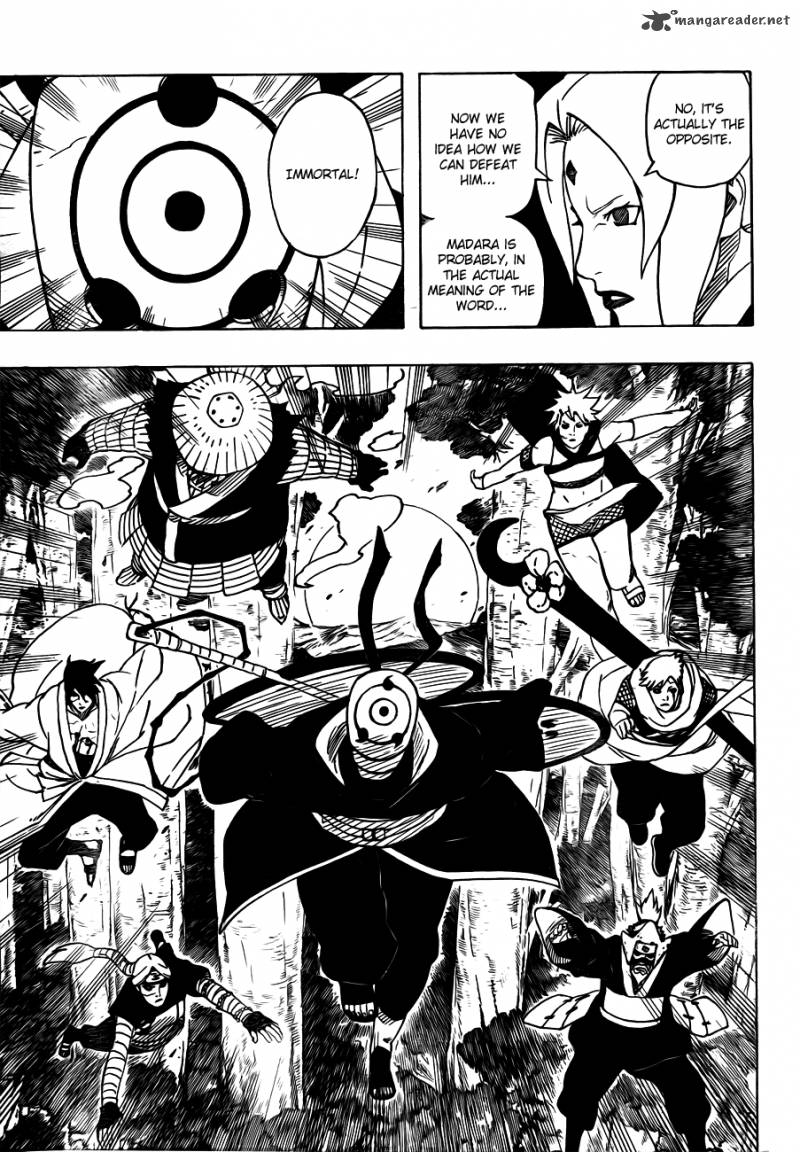 mangareader.net
NO, IT'S
ACTUALLY THE
OPPOSITE.
NOW WE
HAVE NO
IDEA HOW WE
CAN DEFEAT
HIM...
MADARA IS
PROBABLY, IN
THE ACTUAL
MEANING OF THE
WORD...
IMMORTAL!